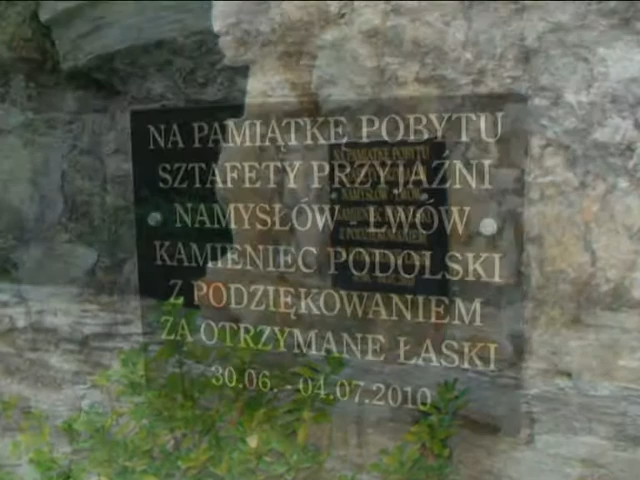 NA PAMIĄTKĘ POBYTU
SZTAFETY PRZYJAŹNI
NAMYSŁÓW - LWÓW
KAMIENIEC PODOLSKI
Z PODZIĘKOWANIEM
ZA OTRZYMANE ŁASKI
30.06. - 04.07.2010